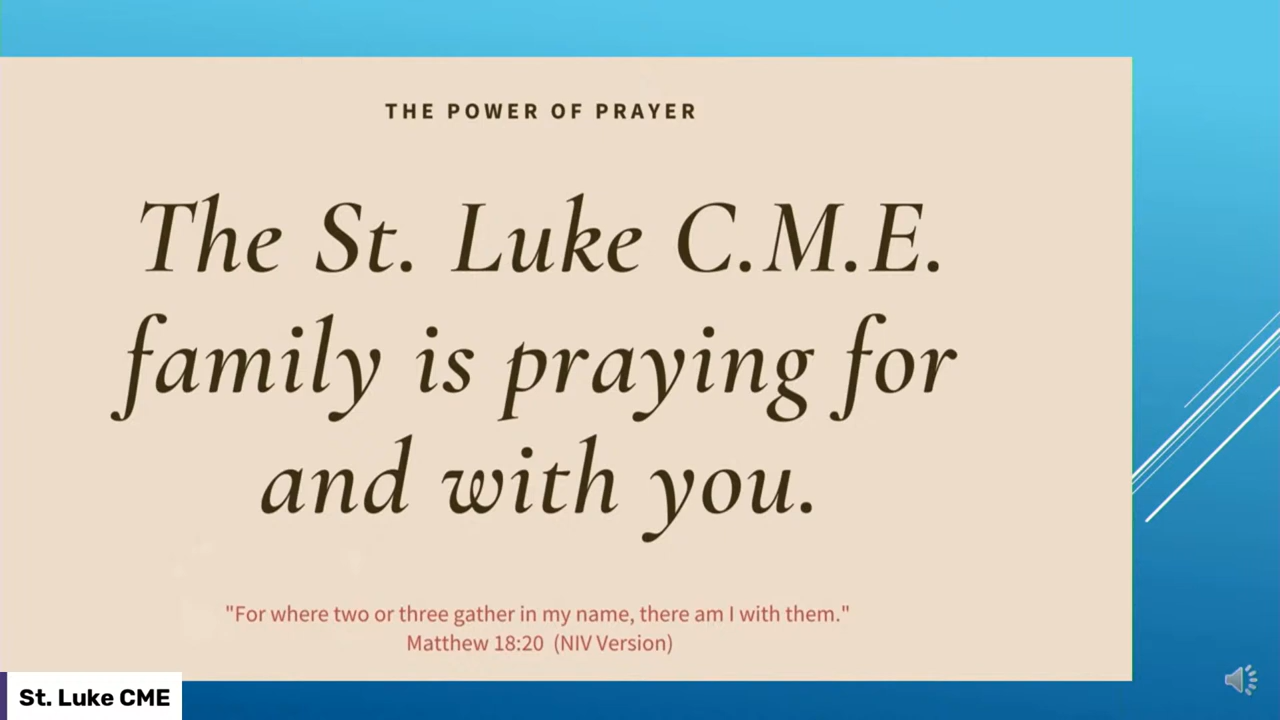 THE POWER OF PRAYER
The St. Luke C.M.E.
family is praying for
and with you.
"For where two or three gather in my name, there am I with them."
Matthew 18:20 (NIV Version)
St. Luke CME